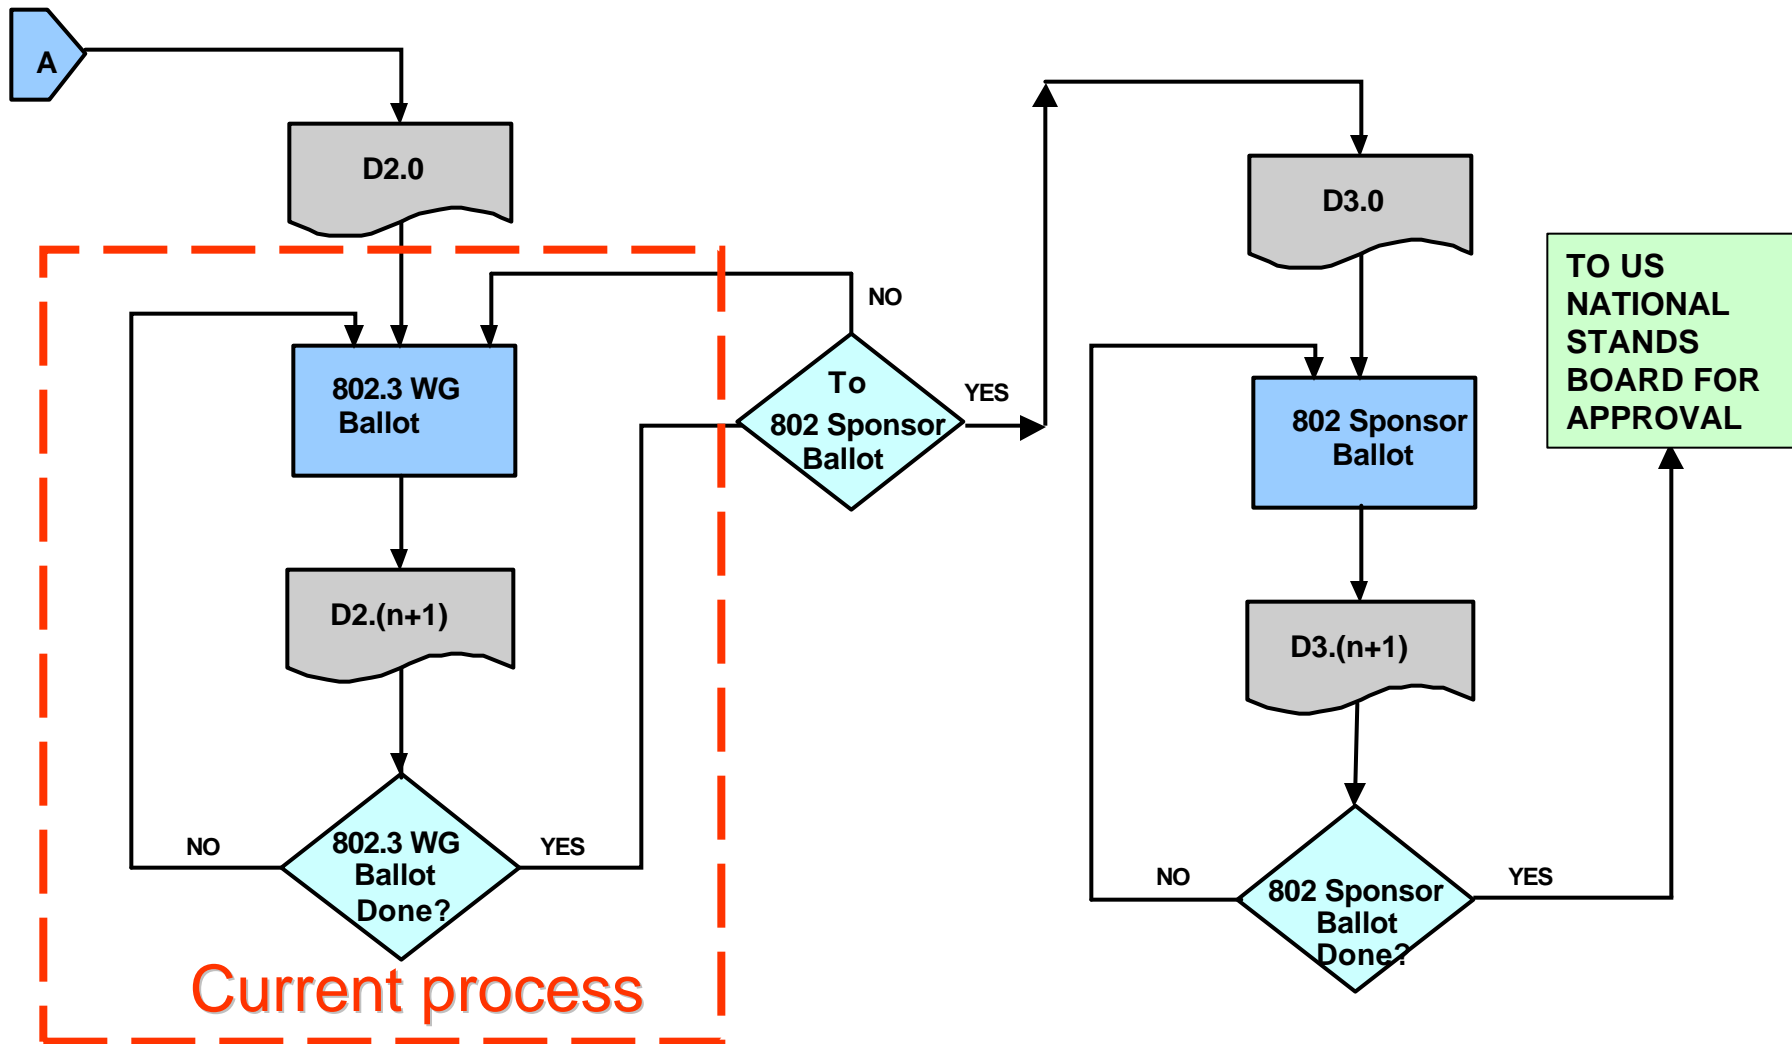 A
D2.0
802.3 WG
Ballot
D2.(n+1)
802.3 WG
Ballot
Done?
NO
YES
Current process
To
802 Sponsor
Ballot
NO
YES
D3.0
802 Sponsor
Ballot
D3.(n+1)
802 Sponsor
Ballot
Done?
NO
YES
TO US
NATIONAL
STANDS
BOARD FOR
APPROVAL